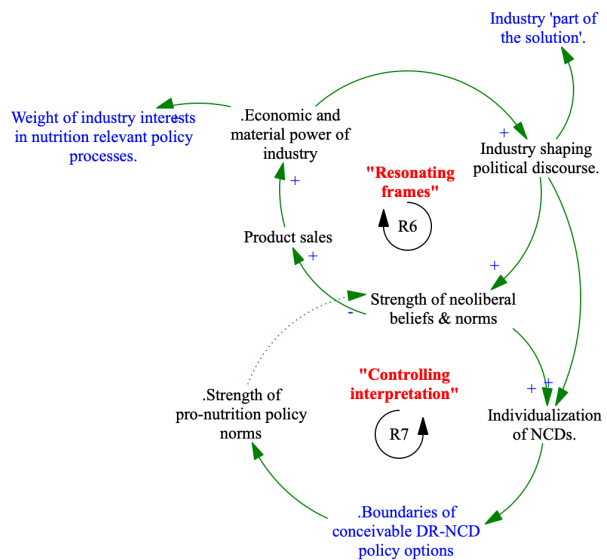 Industry 'part of
the solution'.
Weight of industry interests
in nutrition relevant policy
processes.
+
.Economic and
material power of
industry
+
Industry shaping
political discourse.
"Resonating
frames"
R6
+
Product sales
+
+
Strength of neoliberal
beliefs & norms
-
"Controlling
interpretation"
R7
.Strength of
pro-nutrition policy
norms
+
+
Individualization
of NCDs.
.Boundaries of
conceivable DR-NCD
policy options